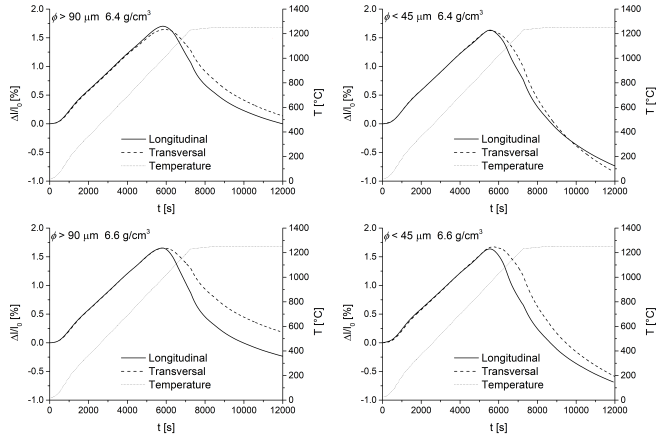 ϕ > 90 μm 6.4 g/cm³
2.0
1.5
1.0
0.5
0.0
-0.5
-1.0
Δl/l₀ [%]
Longitudinal
Transversal
Temperature
1400
1200
1000
800
600
400
200
0
T [°C]
0 2000 4000 6000 8000 10000 12000
t [s]
ϕ < 45 μm 6.4 g/cm³
2.0
1.5
1.0
0.5
0.0
-0.5
-1.0
Δl/l₀ [%]
Longitudinal
Transversal
Temperature
1400
1200
1000
800
600
400
200
0
T [°C]
0 2000 4000 6000 8000 10000 12000
t [s]
ϕ > 90 μm 6.6 g/cm³
2.0
1.5
1.0
0.5
0.0
-0.5
-1.0
Δl/l₀ [%]
Longitudinal
Transversal
Temperature
1400
1200
1000
800
600
400
200
0
T [°C]
0 2000 4000 6000 8000 10000 12000
t [s]
ϕ < 45 μm 6.6 g/cm³
2.0
1.5
1.0
0.5
0.0
-0.5
-1.0
Δl/l₀ [%]
Longitudinal
Transversal
Temperature
1400
1200
1000
800
600
400
200
0
T [°C]
0 2000 4000 6000 8000 10000 12000
t [s]